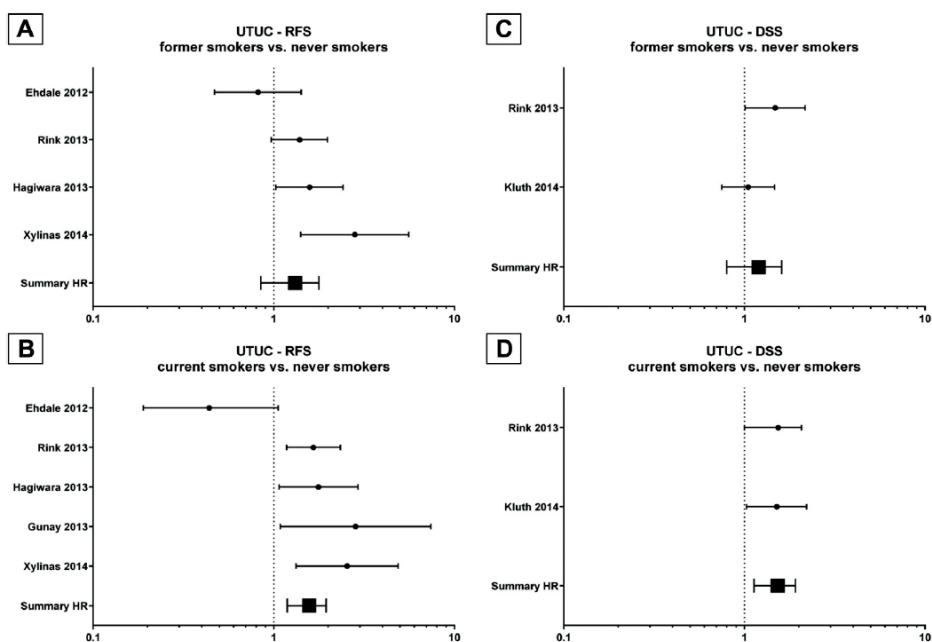 A
UTUC - RFS
former smokers vs. never smokers
Ehdale 2012
Rink 2013
Hagiwara 2013
Xylinas 2014
Summary HR
0.1 1 10
B
UTUC - RFS
current smokers vs. never smokers
Ehdale 2012
Rink 2013
Hagiwara 2013
Gunay 2013
Xylinas 2014
Summary HR
0.1 1 10
C
UTUC - DSS
former smokers vs. never smokers
Rink 2013
Kluth 2014
Summary HR
0.1 1 10
D
UTUC - DSS
current smokers vs. never smokers
Rink 2013
Kluth 2014
Summary HR
0.1 1 10